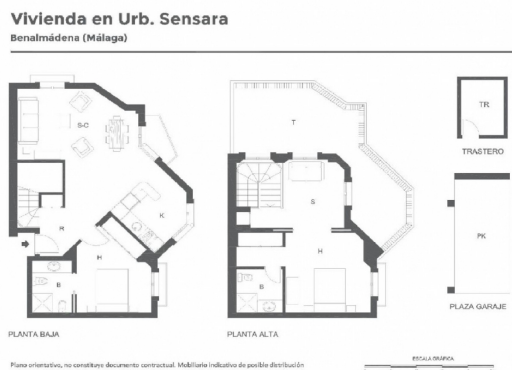 Vivienda en Urb. Sensara
Benalmádena (Málaga)
S-C
K
R
H
B
PLANTA BAJA
T
S
H
B
PLANTA ALTA
TR
TRASTERO
PK
PLAZA GARAJE
Plano orientativo, no constituye documento contractual. Mobiliario indicativo de posible distribución
ESCALA GRÁFICA